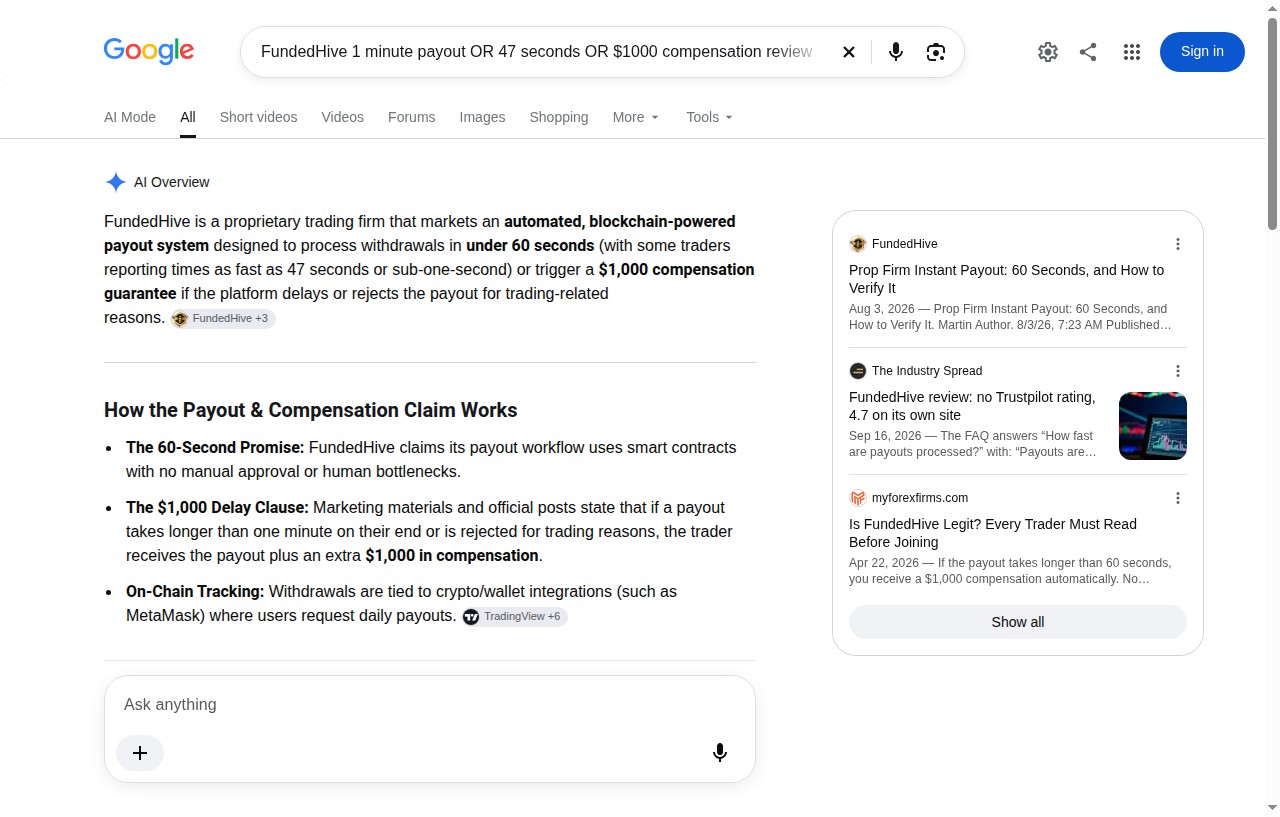 Google
FundedHive 1 minute payout OR 47 seconds OR $1000 compensation review
Sign in
AI Mode
All
Short videos
Videos
Forums
Images
Shopping
More
Tools
AI Overview
FundedHive is a proprietary trading firm that markets an automated, blockchain-powered
payout system designed to process withdrawals in under 60 seconds (with some traders
reporting times as fast as 47 seconds or sub-one-second) or trigger a $1,000 compensation
guarantee if the platform delays or rejects the payout for trading-related
reasons. FundedHive +3
How the Payout & Compensation Claim Works
• The 60-Second Promise: FundedHive claims its payout workflow uses smart contracts
with no manual approval or human bottlenecks.
• The $1,000 Delay Clause: Marketing materials and official posts state that if a payout
takes longer than one minute on their end or is rejected for trading reasons, the trader
receives the payout plus an extra $1,000 in compensation.
• On-Chain Tracking: Withdrawals are tied to crypto/wallet integrations (such as
MetaMask) where users request daily payouts. TradingView +6
Ask anything
FundedHive
Prop Firm Instant Payout: 60 Seconds, and How to
Verify It
Aug 3, 2026 — Prop Firm Instant Payout: 60 Seconds, and
How to Verify It. Martin Author. 8/3/26, 7:23 AM Published…
The Industry Spread
FundedHive review: no Trustpilot rating,
4.7 on its own site
Sep 16, 2026 — The FAQ answers “How fast
are payouts processed?” with: “Payouts are…
myforexfirms.com
Is FundedHive Legit? Every Trader Must Read
Before Joining
Apr 22, 2026 — If the payout takes longer than 60 seconds,
you receive a $1,000 compensation automatically. No…
Show all